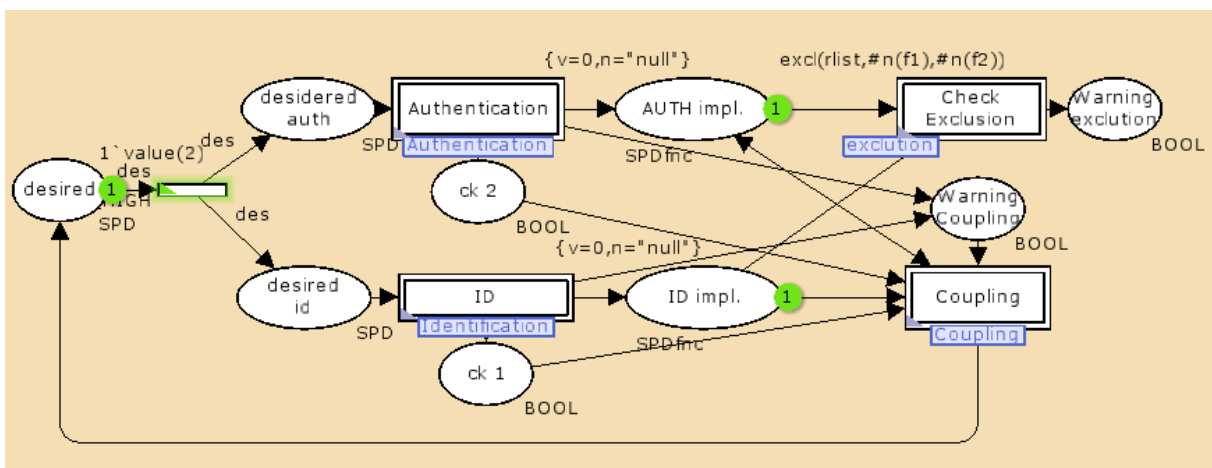 {v=0,n="null"}
excl(rlist,#n(f1),#n(f2))
desidered
auth
Authentication
AUTH impl.
1
Check
Exclusion
Warning
exclution
SPD
Authentication
SPDfnc
exclution
BOOL
des
1`value(2)
des
desired
1
HIGH
SPD
ck 2
BOOL
Warning
Coupling
BOOL
des
{v=0,n="null"}
desired
id
ID
ID impl.
1
Coupling
SPD
Identification
SPDfnc
Coupling
ck 1
BOOL